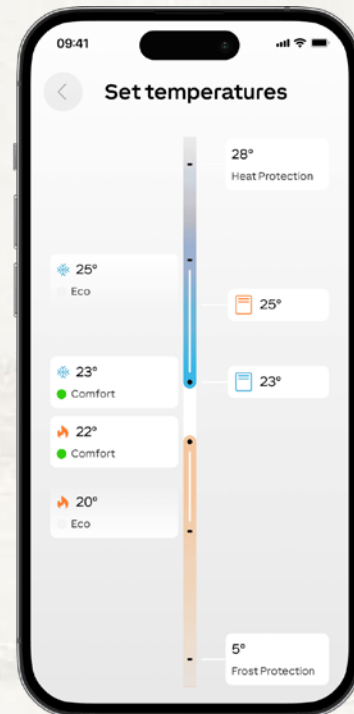 09:41
Set temperatures
28°
Heat Protection
25°
Eco
25°
23°
Comfort
23°
22°
Comfort
20°
Eco
5°
Frost Protection